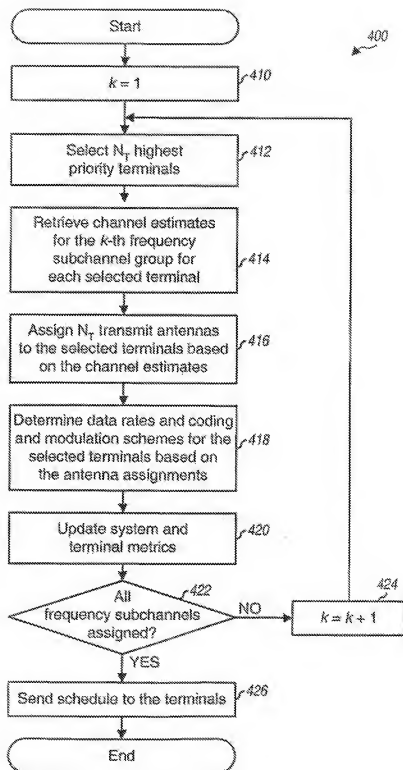 Start
400
k = 1
410
Select N_T highest
priority terminals
412
Retrieve channel estimates
for the k-th frequency
subchannel group for
each selected terminal
414
Assign N_T transmit antennas
to the selected terminals based
on the channel estimates
416
Determine data rates and coding
and modulation schemes for the
selected terminals based on
the antenna assignments
418
Update system and
terminal metrics
420
All
frequency subchannels
assigned?
422
NO
424
k = k + 1
YES
Send schedule to the terminals
426
End